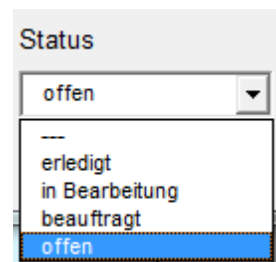 Status
offen
---
erledigt
in Bearbeitung
beauftragt
offen